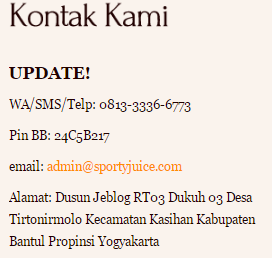 Kontak Kami
UPDATE!
WA/SMS/Telp: 0813-3336-6773
Pin BB: 24C5B217
email: admin@sportyjuice.com
Alamat: Dusun Jeblog RT03 Dukuh 03 Desa
Tirtonirmolo Kecamatan Kasihan Kabupaten
Bantul Propinsi Yogyakarta